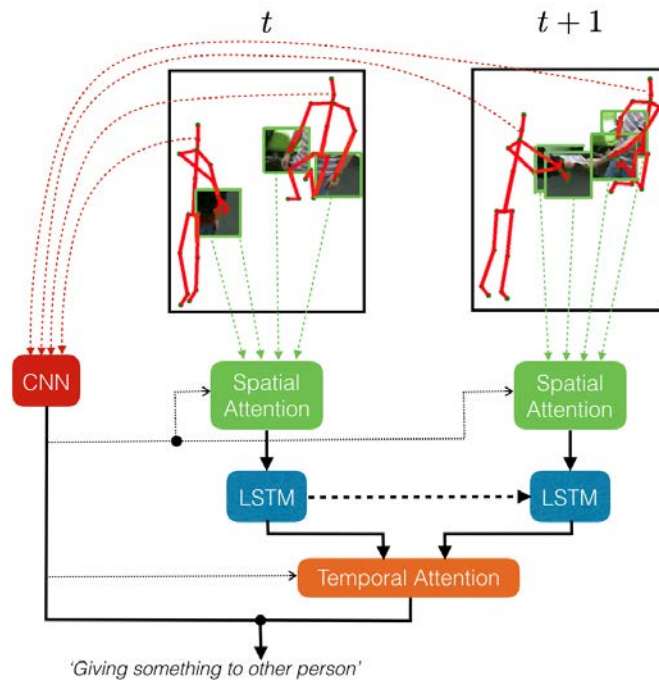 t
t + 1
CNN
Spatial
Attention
Spatial
Attention
LSTM
LSTM
Temporal Attention
'Giving something to other person'